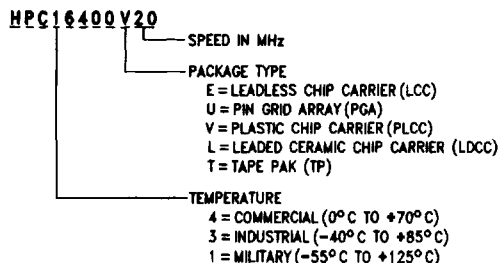 HPC16400V20
SPEED IN MHz
PACKAGE TYPE
E = LEADLESS CHIP CARRIER (LCC)
U = PIN GRID ARRAY (PGA)
V = PLASTIC CHIP CARRIER (PLCC)
L = LEADED CERAMIC CHIP CARRIER (LDCC)
T = TAPE PAK (TP)
TEMPERATURE
4 = COMMERCIAL (0° C TO +70° C)
3 = INDUSTRIAL (-40° C TO +85° C)
1 = MILITARY (-55° C TO +125° C)